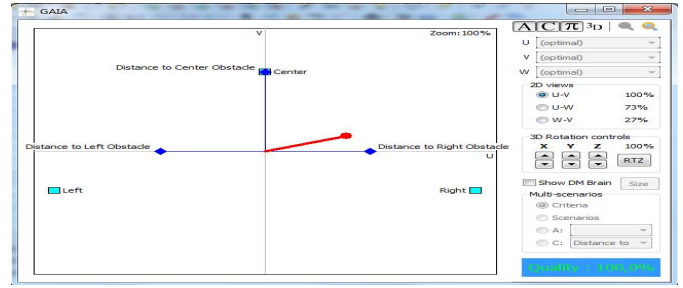 GAIA
V
Zoom: 100%
Distance to Center Obstacle
Center
Distance to Left Obstacle
Distance to Right Obstacle
U
Left
Right
A C π 3D
U (optimal)
V (optimal)
W (optimal)
2D views
U-V 100%
U-W 73%
W-V 27%
3D Rotation controls
X Y Z 100%
RTZ
Show DM Brain Size
Multi-scenarios
Criteria
Scenarios
A:
C: Distance to
Quality : 100,0%